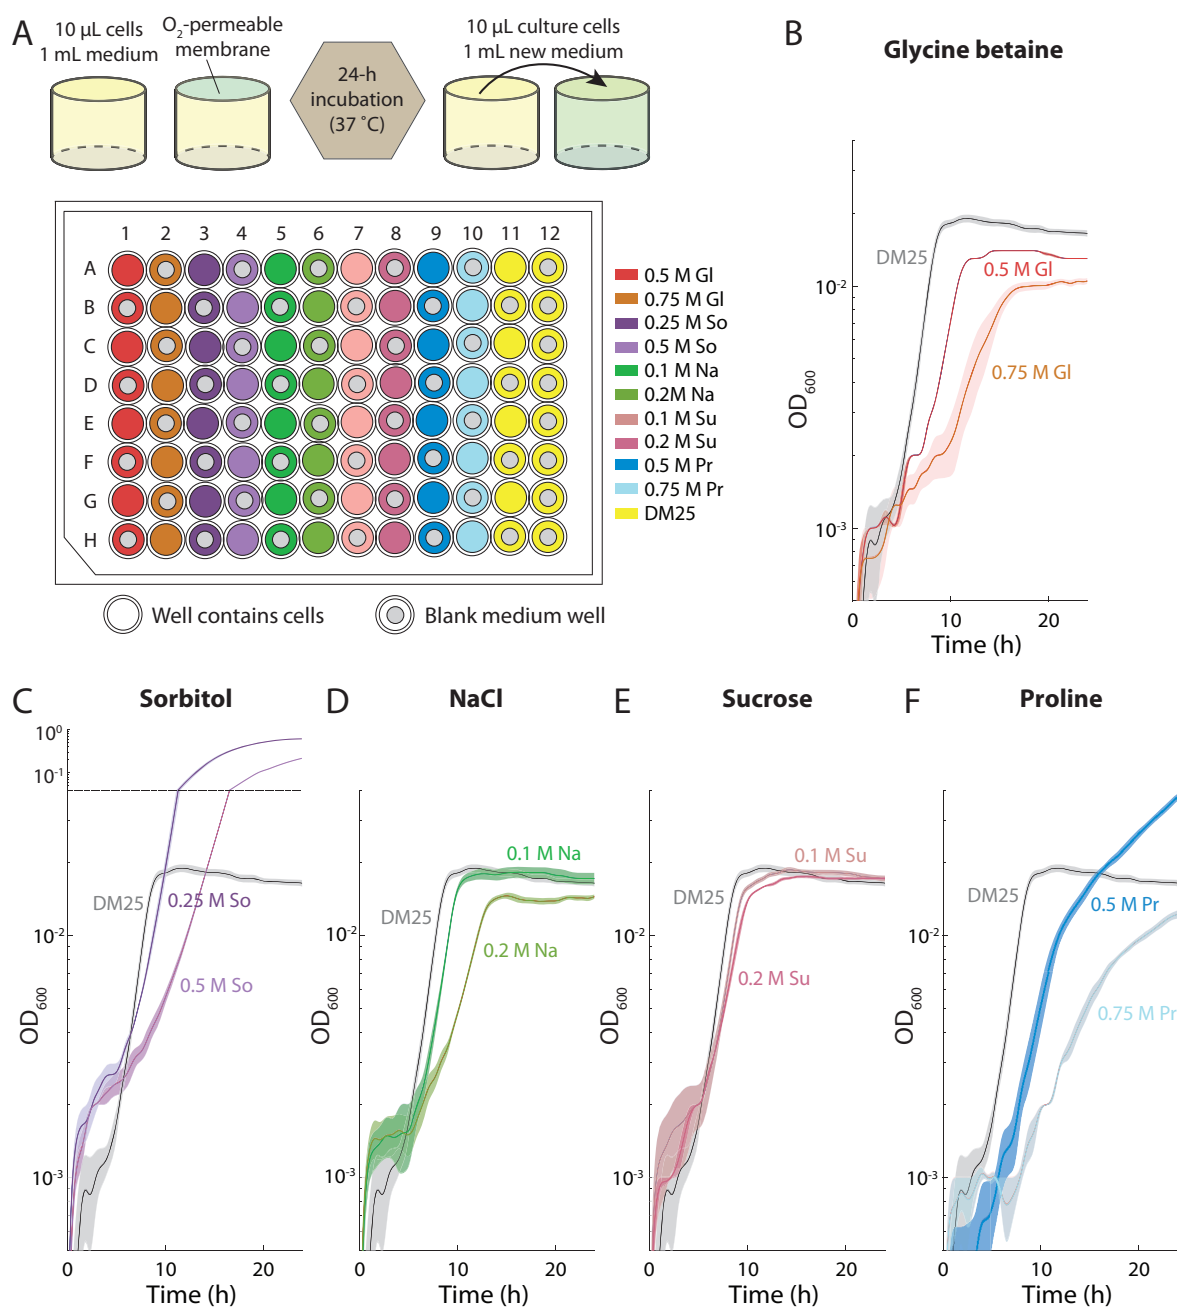 A
10 µL cells
1 mL medium
O2-permeable
membrane
24-h
incubation
(37 ˚C)
10 µL culture cells
1 mL new medium
1 2 3 4 5 6 7 8 9 10 11 12
A
B
C
D
E
F
G
H
0.5 M Gl
0.75 M Gl
0.25 M So
0.5 M So
0.1 M Na
0.2M Na
0.1 M Su
0.2 M Su
0.5 M Pr
0.75 M Pr
DM25
Well contains cells
Blank medium well
B
Glycine betaine
DM25
0.5 M Gl
0.75 M Gl
10-2
10-3
OD600
0 10 20
Time (h)
C
Sorbitol
100
10-1
DM25
0.25 M So
0.5 M So
10-2
10-3
OD600
0 10 20
Time (h)
D
NaCl
0.1 M Na
DM25
0.2 M Na
10-2
10-3
OD600
0 10 20
Time (h)
E
Sucrose
0.1 M Su
DM25
0.2 M Su
10-2
10-3
OD600
0 10 20
Time (h)
F
Proline
DM25
0.5 M Pr
0.75 M Pr
10-2
10-3
OD600
0 10 20
Time (h)